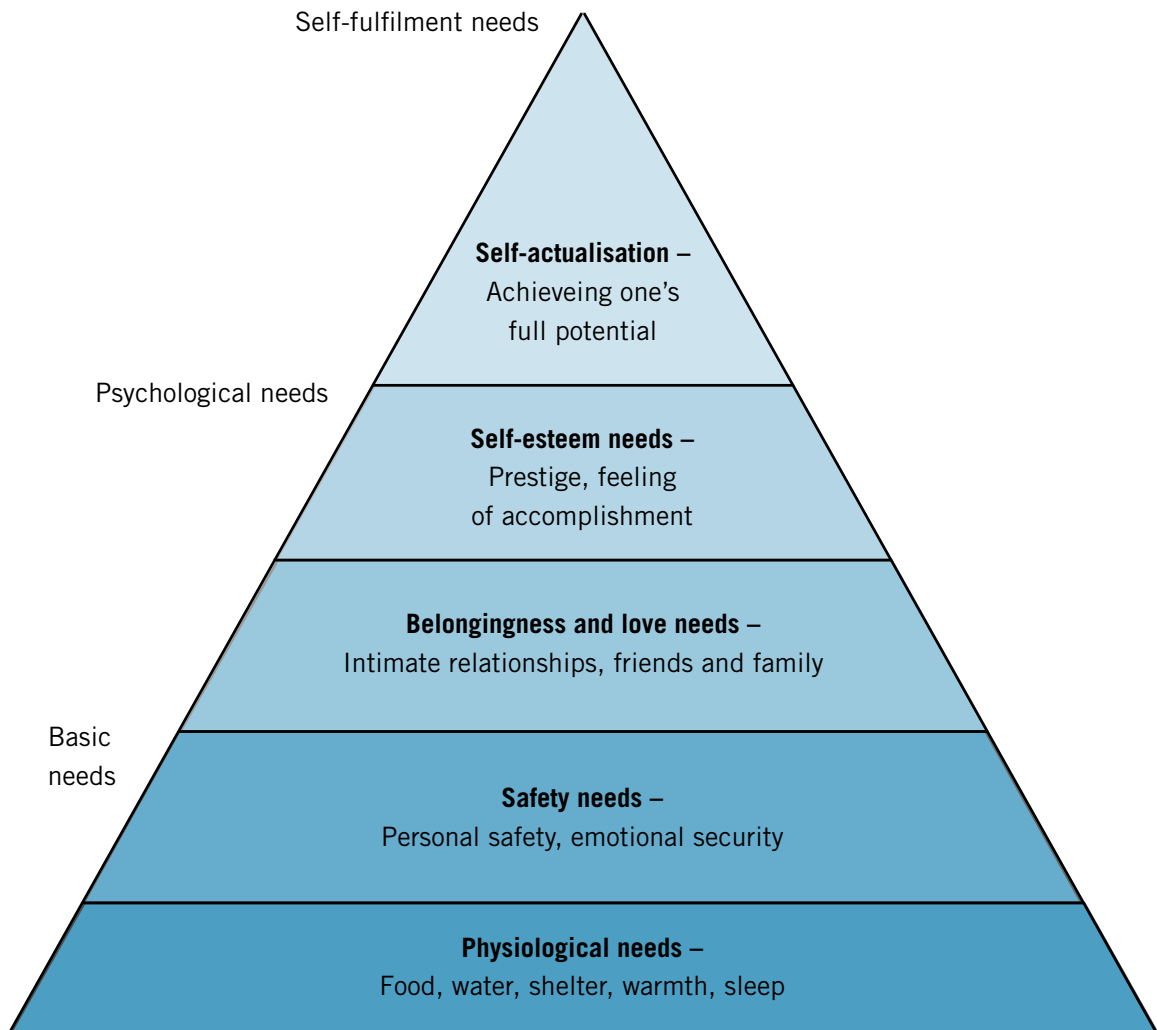 Self-fulfilment needs
Self-actualisation –
Achieveing one’s
full potential
Psychological needs
Self-esteem needs –
Prestige, feeling
of accomplishment
Belongingness and love needs –
Intimate relationships, friends and family
Basic
needs
Safety needs –
Personal safety, emotional security
Physiological needs –
Food, water, shelter, warmth, sleep